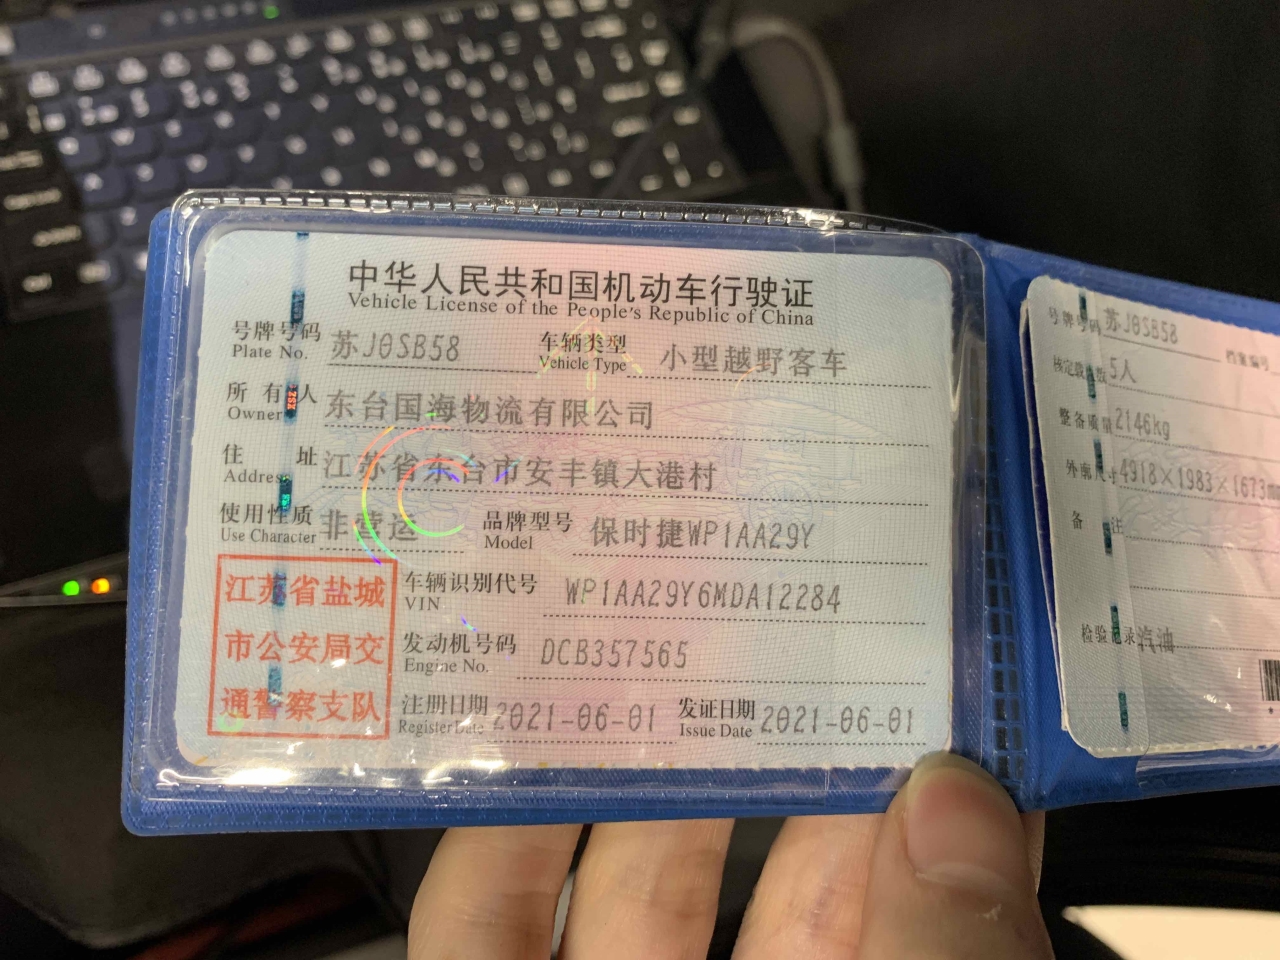 中华人民共和国机动车行驶证
Vehicle License of the People's Republic of China
号牌号码 苏J0SB58 车辆类型 小型越野客车
Plate No. Vehicle Type
所有人 东台国海物流有限公司
Owner
住址 江苏省东台市安丰镇大港村
Address
使用性质 非营运 品牌型号 保时捷WP1AA29Y
Use Character Model
江苏省盐城
市公安局交
通警察支队
车辆识别代号 WP1AA29Y6MDA12284
VIN
发动机号码 DCB357565
Engine No.
注册日期 2021-06-01 发证日期 2021-06-01
Register Date Issue Date
号牌号码 苏J0SB58 档案编号
核定载人数 5人
整备质量 2146kg
外廓尺寸 4918×1983×1673mm
备注
检验记录 汽油